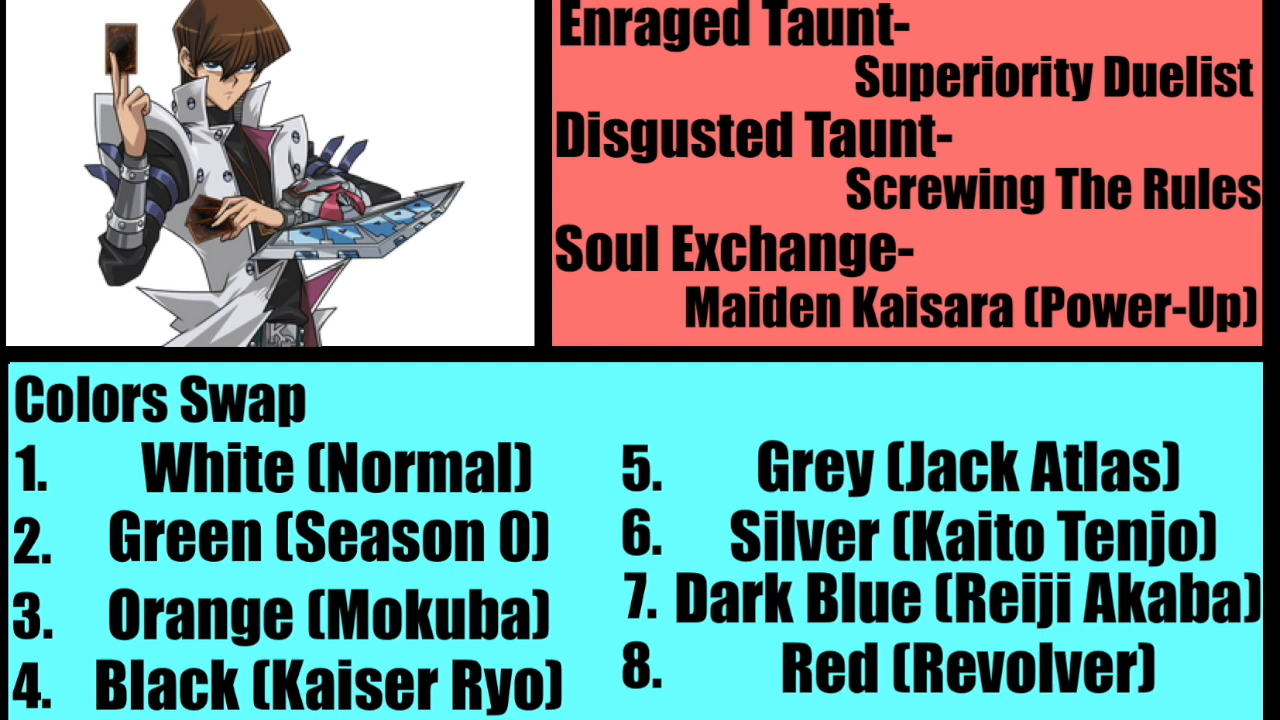 Enraged Taunt-
Superiority Duelist
Disgusted Taunt-
Screwing The Rules
Soul Exchange-
Maiden Kaisara (Power-Up)
Colors Swap
1. White (Normal)
2. Green (Season 0)
3. Orange (Mokuba)
4. Black (Kaiser Ryo)
5. Grey (Jack Atlas)
6. Silver (Kaito Tenjo)
7. Dark Blue (Reiji Akaba)
8. Red (Revolver)